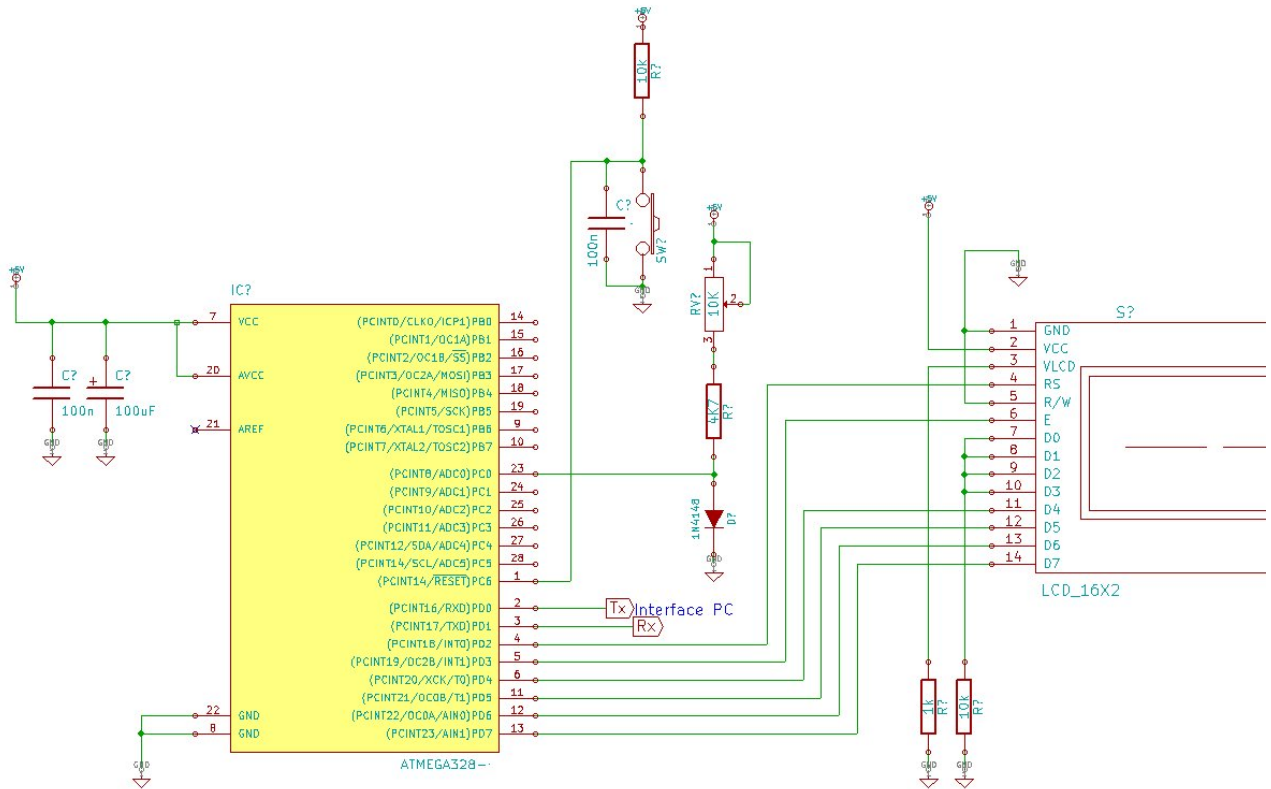 +5V
10K
R?
C?
100n
SW?
+5V
1
RV?
10K
2
3
4K7
R?
1N4148
D?
GND
+5V
GND
+5V
IC?
7 VCC
20 AVCC
21 AREF
C?
100n
C?
+
100uF
GND
GND
22 GND
8 GND
GND
(PCINT0/CLKO/ICP1)PB0 14
(PCINT1/OC1A)PB1 15
(PCINT2/OC1B/SS)PB2 16
(PCINT3/OC2A/MOSI)PB3 17
(PCINT4/MISO)PB4 18
(PCINT5/SCK)PB5 19
(PCINT6/XTAL1/TOSC1)PB6 9
(PCINT7/XTAL2/TOSC2)PB7 10
(PCINT8/ADC0)PC0 23
(PCINT9/ADC1)PC1 24
(PCINT10/ADC2)PC2 25
(PCINT11/ADC3)PC3 26
(PCINT12/SDA/ADC4)PC4 27
(PCINT14/SCL/ADC5)PC5 28
(PCINT14/RESET)PC6 1
(PCINT16/RXD)PD0 2
(PCINT17/TXD)PD1 3
(PCINT18/INT0)PD2 4
(PCINT19/OC2B/INT1)PD3 5
(PCINT20/XCK/T0)PD4 6
(PCINT21/OC0B/T1)PD5 11
(PCINT22/OC0A/AIN0)PD6 12
(PCINT23/AIN1)PD7 13
ATMEGA328-
Tx Interface PC
Rx
GND
S?
1 GND
2 VCC
3 VLCD
4 RS
5 R/W
6 E
7 D0
8 D1
9 D2
10 D3
11 D4
12 D5
13 D6
14 D7
LCD_16X2
1k
R?
10k
R?
GND
GND